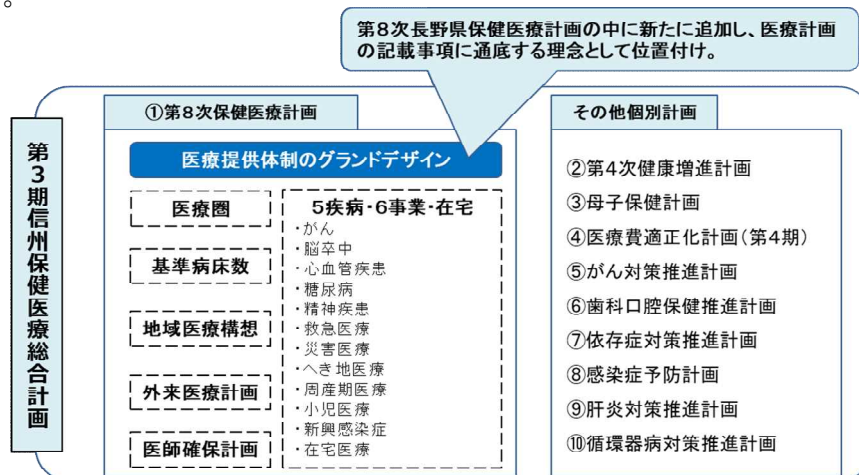 。
第8次長野県保健医療計画の中に新たに追加し、医療計画
の記載事項に通底する理念として位置付け。
第3期信州保健医療総合計画
①第8次保健医療計画
医療提供体制のグランドデザイン
医療圏
基準病床数
地域医療構想
外来医療計画
医師確保計画
5疾病・6事業・在宅
・がん
・脳卒中
・心血管疾患
・糖尿病
・精神疾患
・救急医療
・災害医療
・へき地医療
・周産期医療
・小児医療
・新興感染症
・在宅医療
その他個別計画
②第4次健康増進計画
③母子保健計画
④医療費適正化計画(第4期)
⑤がん対策推進計画
⑥歯科口腔保健推進計画
⑦依存症対策推進計画
⑧感染症予防計画
⑨肝炎対策推進計画
⑩循環器病対策推進計画